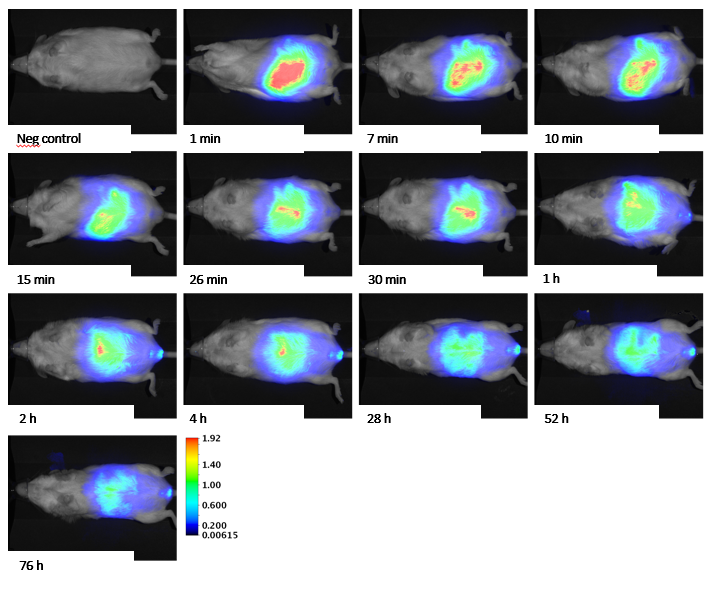 Neg control
1 min
7 min
10 min
15 min
26 min
30 min
1 h
2 h
4 h
28 h
52 h
76 h
1.92
1.40
1.00
0.600
0.200
0.00615